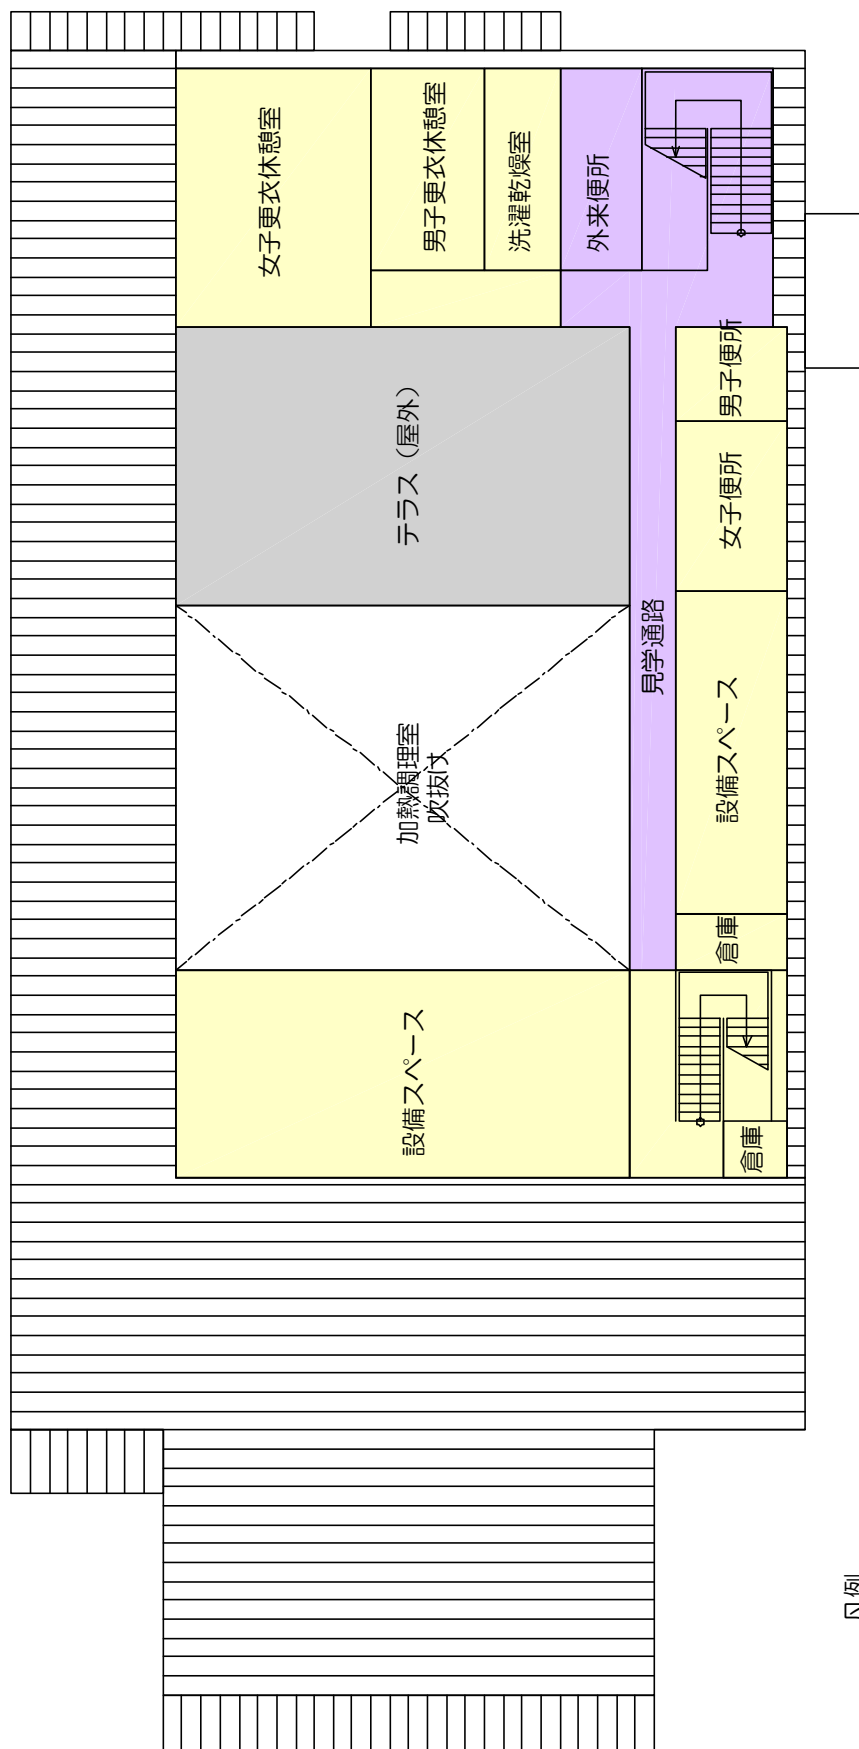 女子更衣休憩室
男子更衣休憩室
洗濯乾燥室
外来便所
テラス（屋外）
男子便所
女子便所
見学通路
加熱調理室
吹抜け
設備スペース
倉庫
設備スペース
倉庫
凡例